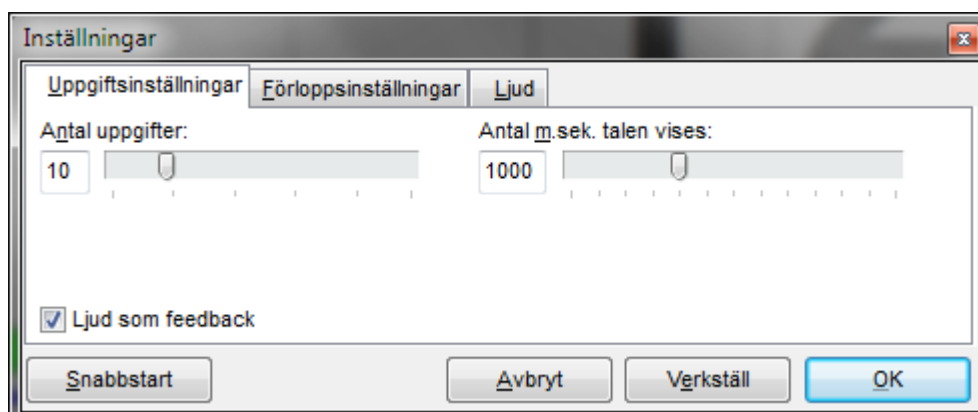 Inställningar
Uppgiftsinställningar Förloppsinställningar Ljud
Antal uppgifter: Antal m.sek. talen vises:
10 1000
Ljud som feedback
Snabbstart Avbryt Verkställ OK